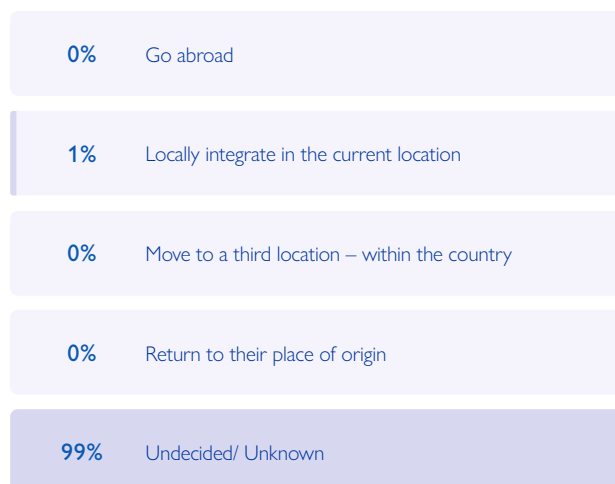 0% Go abroad
1% Locally integrate in the current location
0% Move to a third location – within the country
0% Return to their place of origin
99% Undecided/ Unknown